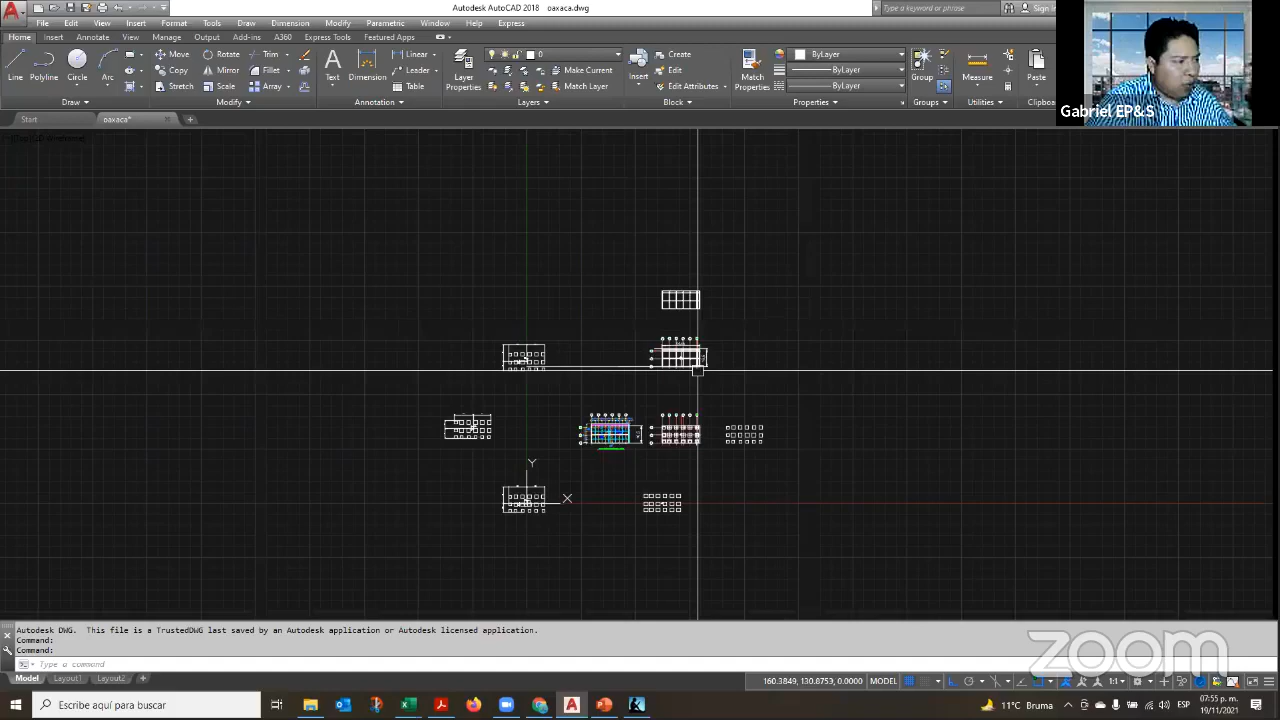 Autodesk AutoCAD 2018   oaxaca.dwg
Type a keyword or phrase
Sign In
File Edit View Insert Format Tools Draw Dimension Modify Parametric Window Help Express
Home Insert Annotate View Manage Output Add-ins A360 Express Tools Featured Apps
Line Polyline Circle Arc
Move Rotate Trim
Copy Mirror Fillet
Stretch Scale Array
Text Dimension
Linear
Leader
Table
Layer Properties
0
Make Current
Match Layer
Insert
Create
Edit
Edit Attributes
Match Properties
ByLayer
ByLayer
ByLayer
Group
Measure
Paste
Draw Modify Annotation Layers Block Properties Groups Utilities Clipb
Gabriel EP&S
Start oaxaca*
Y
X
Autodesk DWG.  This file is a TrustedDWG last saved by an Autodesk application or Autodesk licensed application.
Command:
Command:
Type a command
zoom
Model Layout1 Layout2
160.3849, 130.8753, 0.0000 MODEL 1:1
Escribe aquí para buscar
11°C Bruma
ESP
07:55 p. m.
19/11/2021